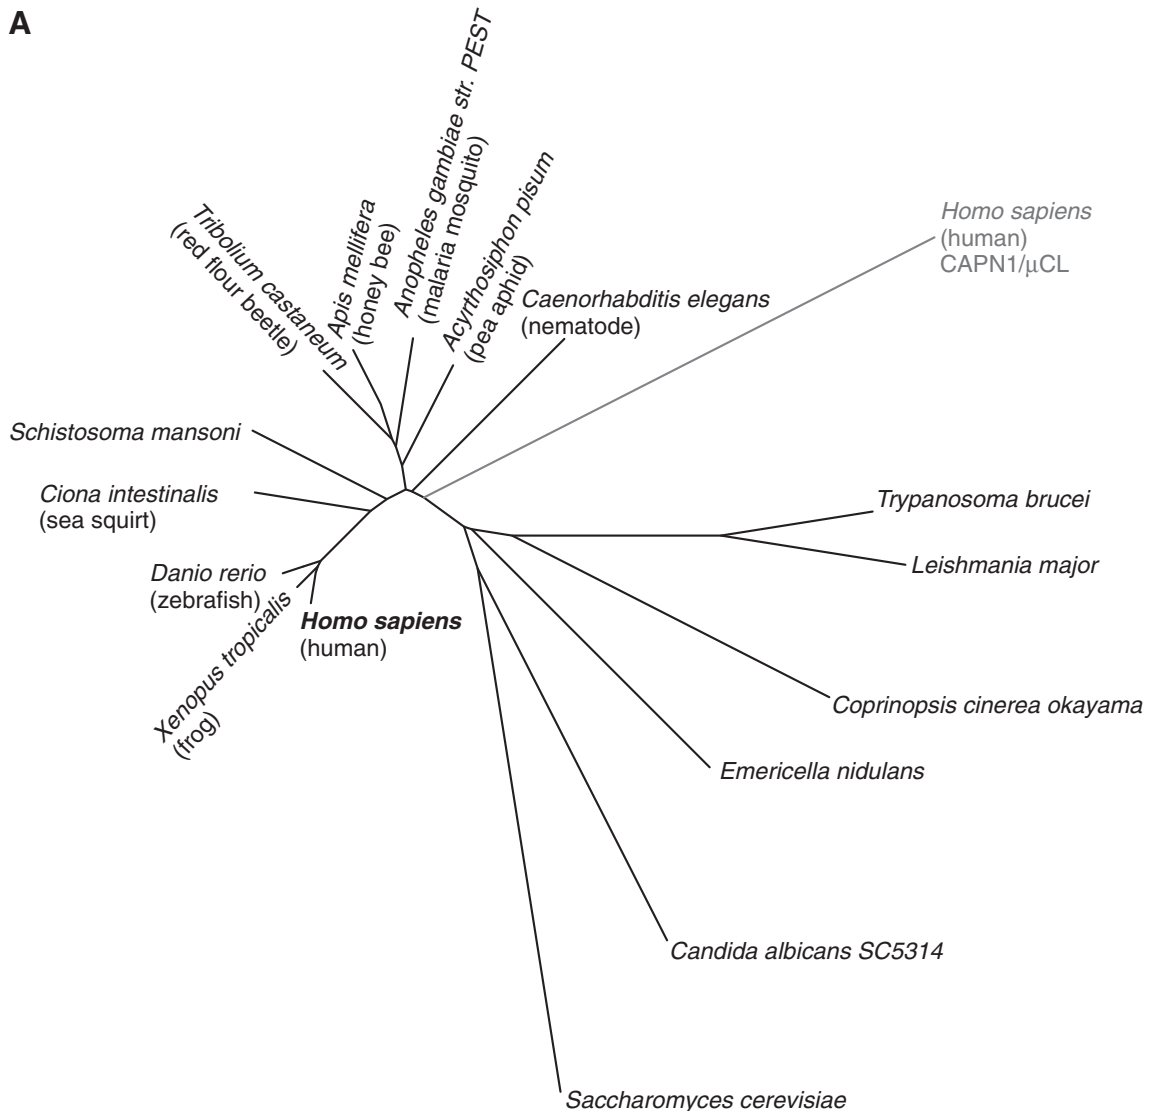 A
Tribolium castaneum
(red flour beetle)
Apis mellifera
(honey bee)
Anopheles gambiae str. PEST
(malaria mosquito)
Acyrthosiphon pisum
(pea aphid)
Caenorhabditis elegans
(nematode)
Homo sapiens
(human)
CAPN1/μCL
Schistosoma mansoni
Ciona intestinalis
(sea squirt)
Danio rerio
(zebrafish)
Xenopus tropicalis
(frog)
Homo sapiens
(human)
Trypanosoma brucei
Leishmania major
Coprinopsis cinerea okayama
Emericella nidulans
Candida albicans SC5314
Saccharomyces cerevisiae